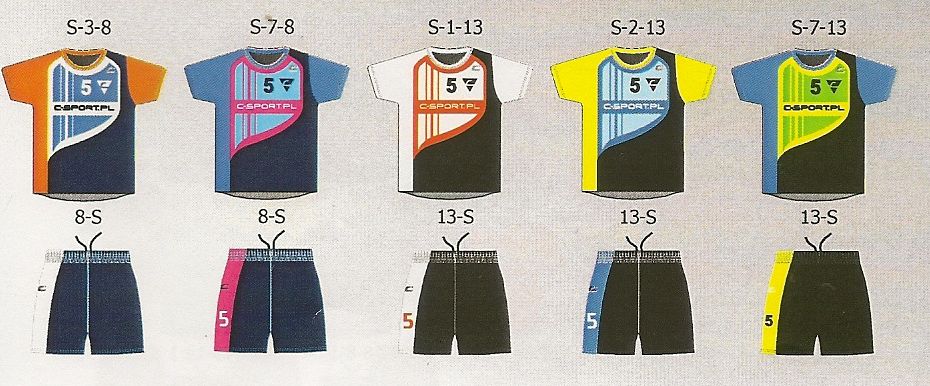 S-3-8 S-7-8 S-1-13 S-2-13 S-7-13
5 5 5 5 5
C-SPORT.PL C-SPORT.PL C-SPORT.PL C-SPORT.PL C-SPORT.PL
8-S 8-S 13-S 13-S 13-S
5 5 5 5